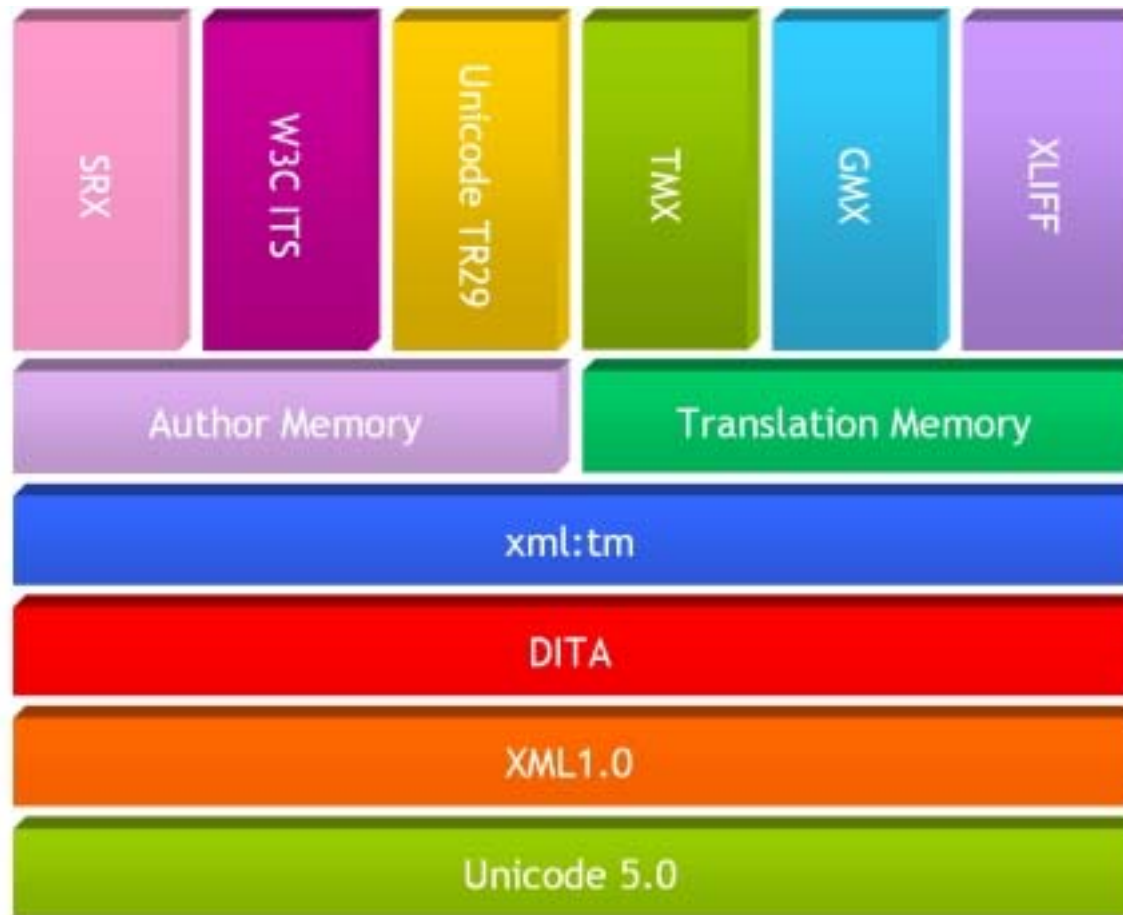 SRX
W3C ITS
Unicode TR29
TMX
GMX
XLIFF
Author Memory
Translation Memory
xml:tm
DITA
XML1.0
Unicode 5.0